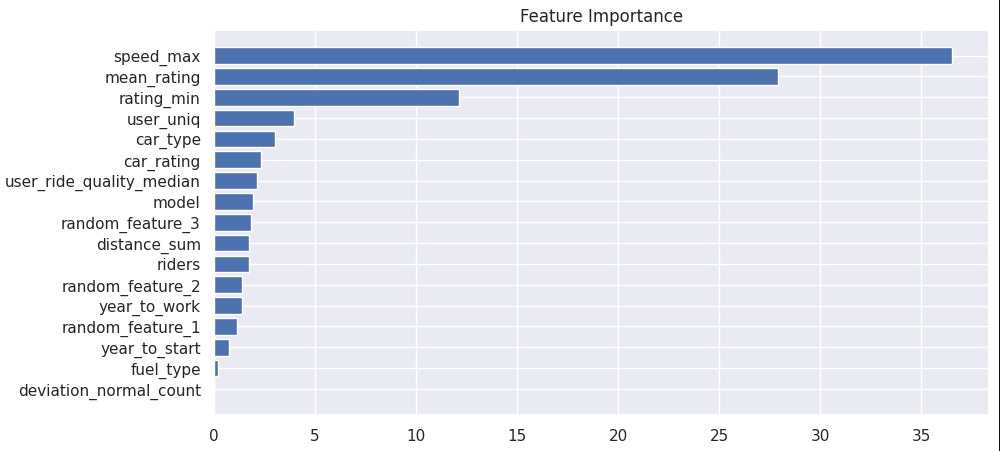 Feature Importance
speed_max
mean_rating
rating_min
user_uniq
car_type
car_rating
user_ride_quality_median
model
random_feature_3
distance_sum
riders
random_feature_2
year_to_work
random_feature_1
year_to_start
fuel_type
deviation_normal_count
0 5 10 15 20 25 30 35